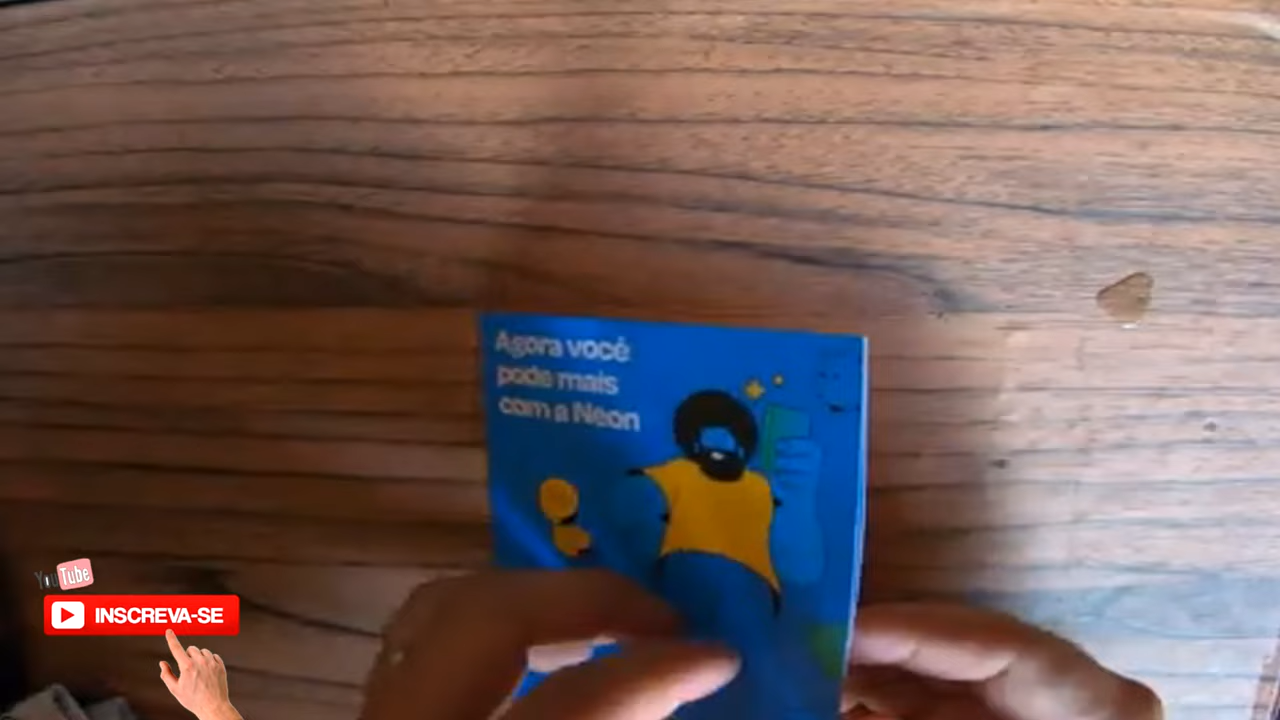 Agora você
pode mais
com a Neon
YouTube
INSCREVA-SE